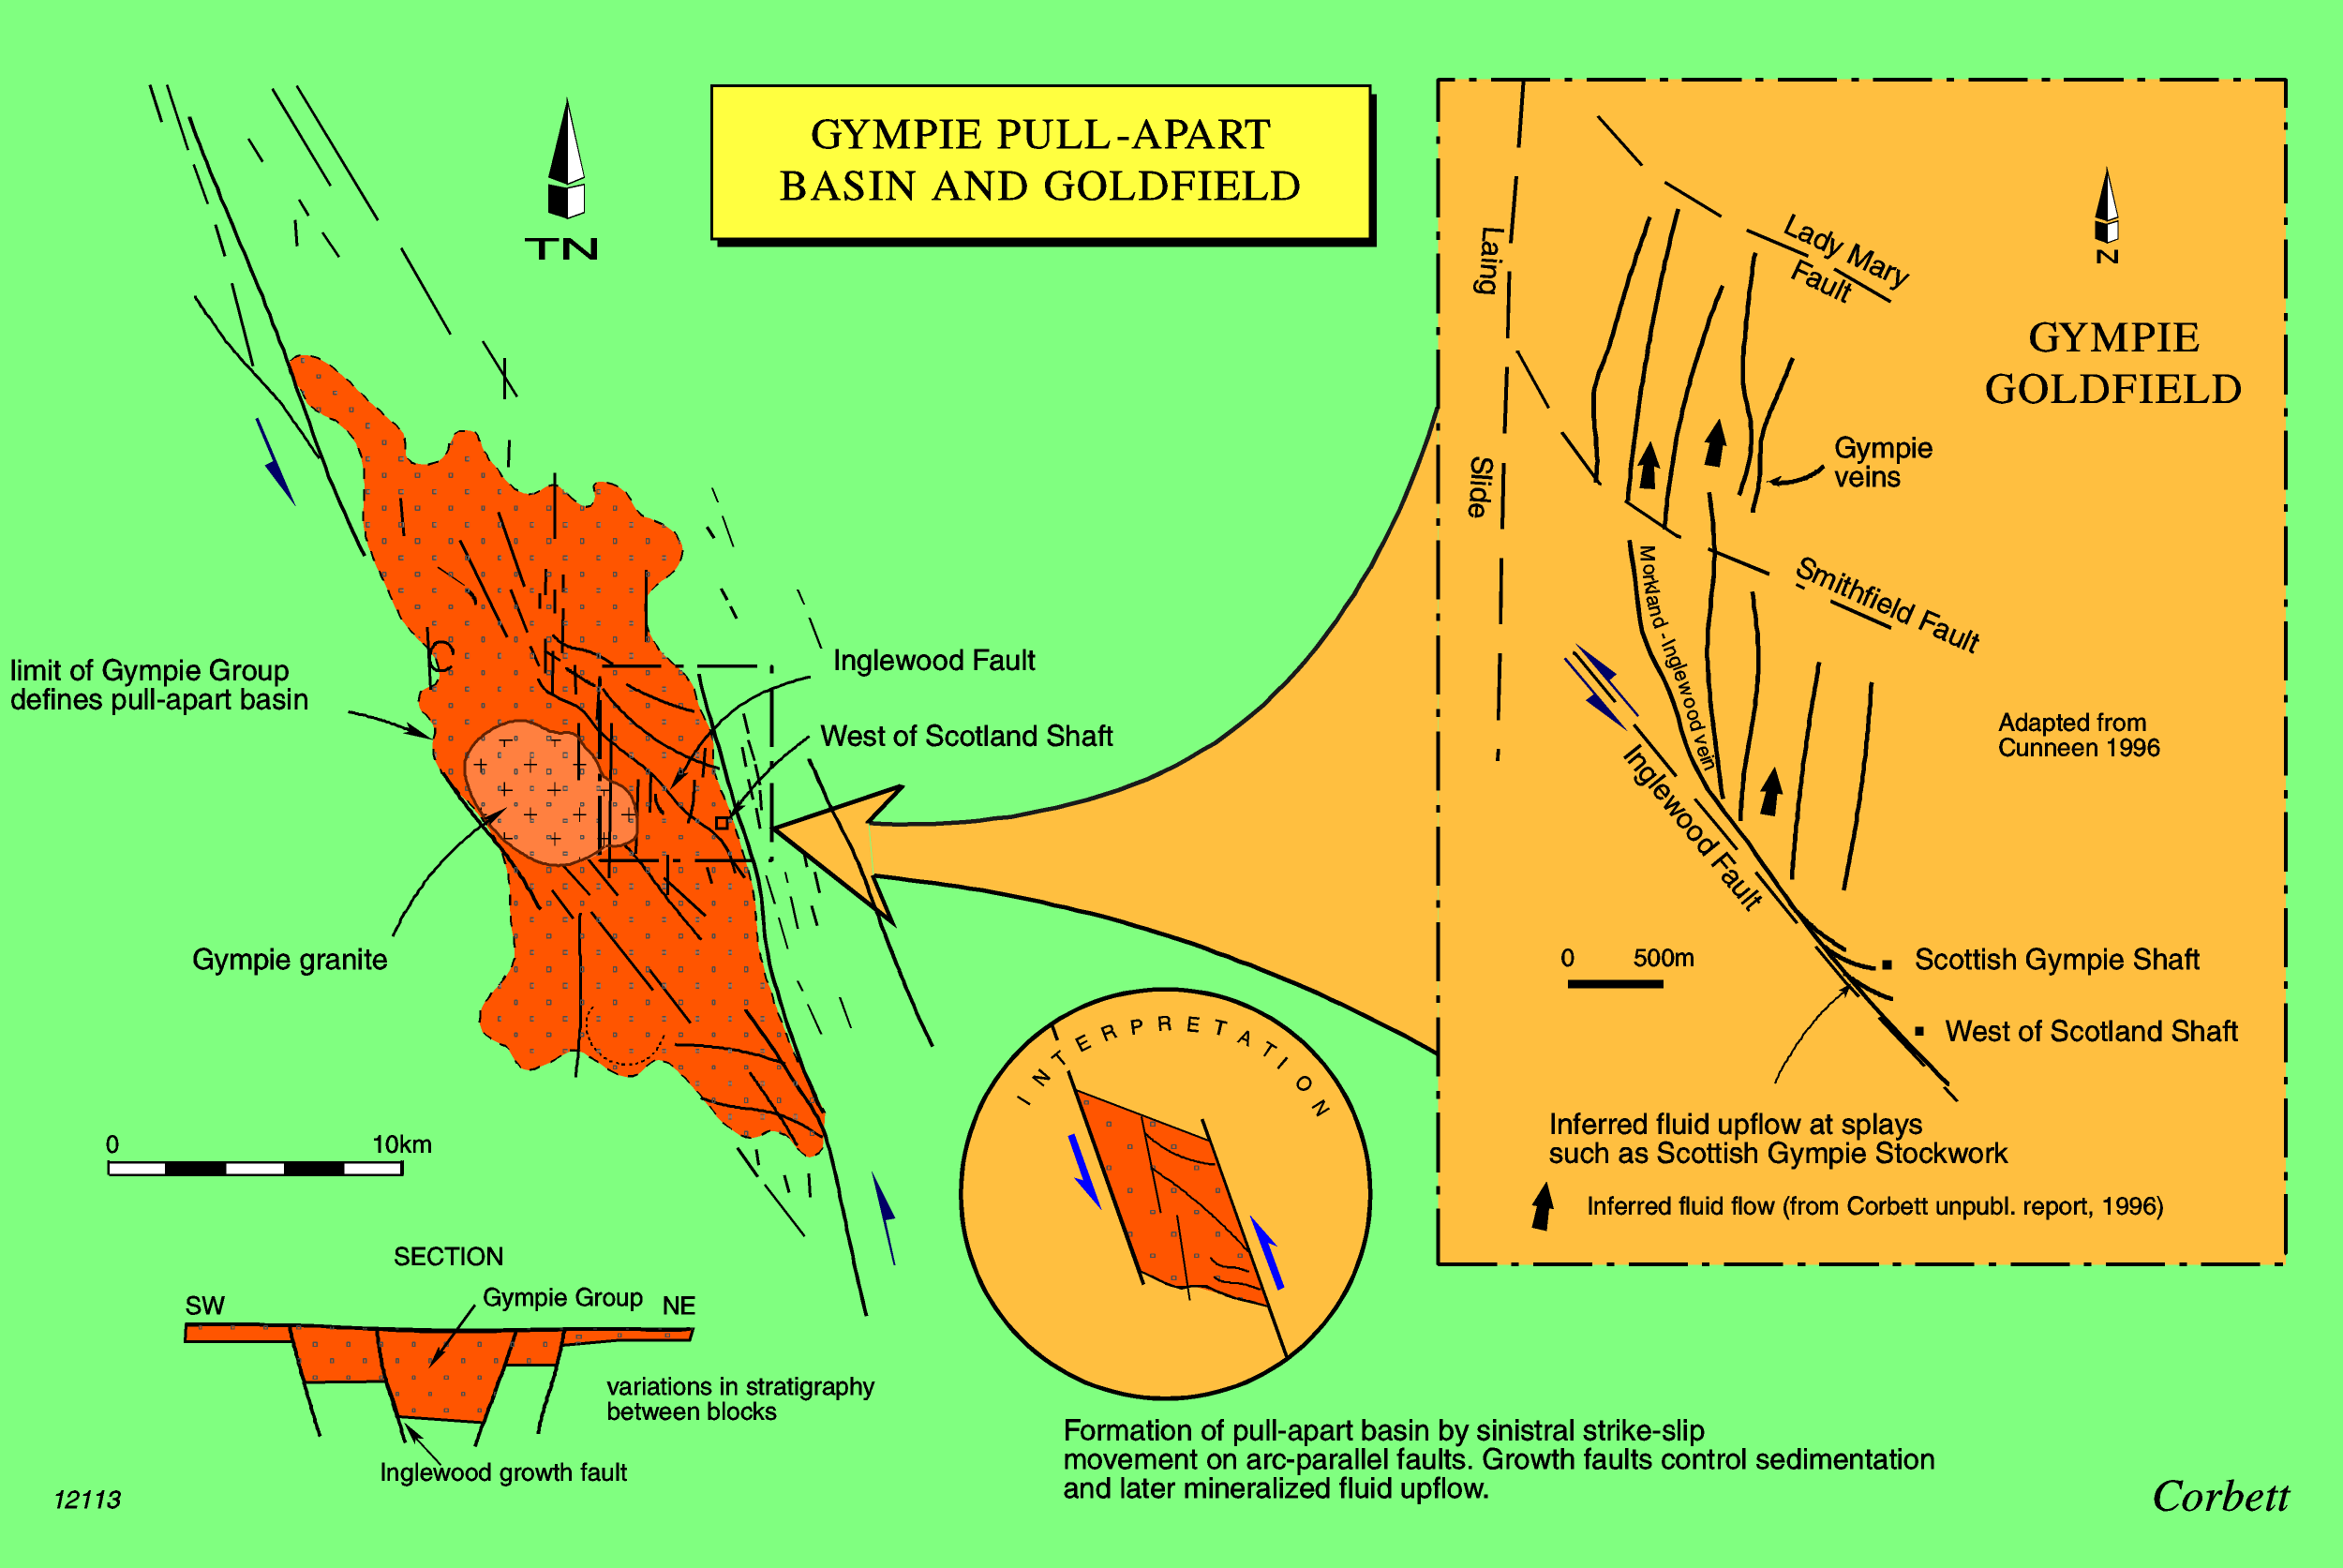 GYMPIE PULL-APART
BASIN AND GOLDFIELD
TN
limit of Gympie Group
defines pull-apart basin
Inglewood Fault
West of Scotland Shaft
Gympie granite
0 10km
SECTION
SW
Gympie Group
NE
variations in stratigraphy
between blocks
Inglewood growth fault
12113
INTERPRETATION
Formation of pull-apart basin by sinistral strike-slip
movement on arc-parallel faults. Growth faults control sedimentation
and later mineralized fluid upflow.
Laing
Slide
Lady Mary
Fault
N
GYMPIE
GOLDFIELD
Gympie
veins
Smithfield Fault
Morkland-Inglewood vein
Inglewood Fault
Adapted from
Cunneen 1996
0 500m
Scottish Gympie Shaft
West of Scotland Shaft
Inferred fluid upflow at splays
such as Scottish Gympie Stockwork
Inferred fluid flow (from Corbett unpubl. report, 1996)
Corbett